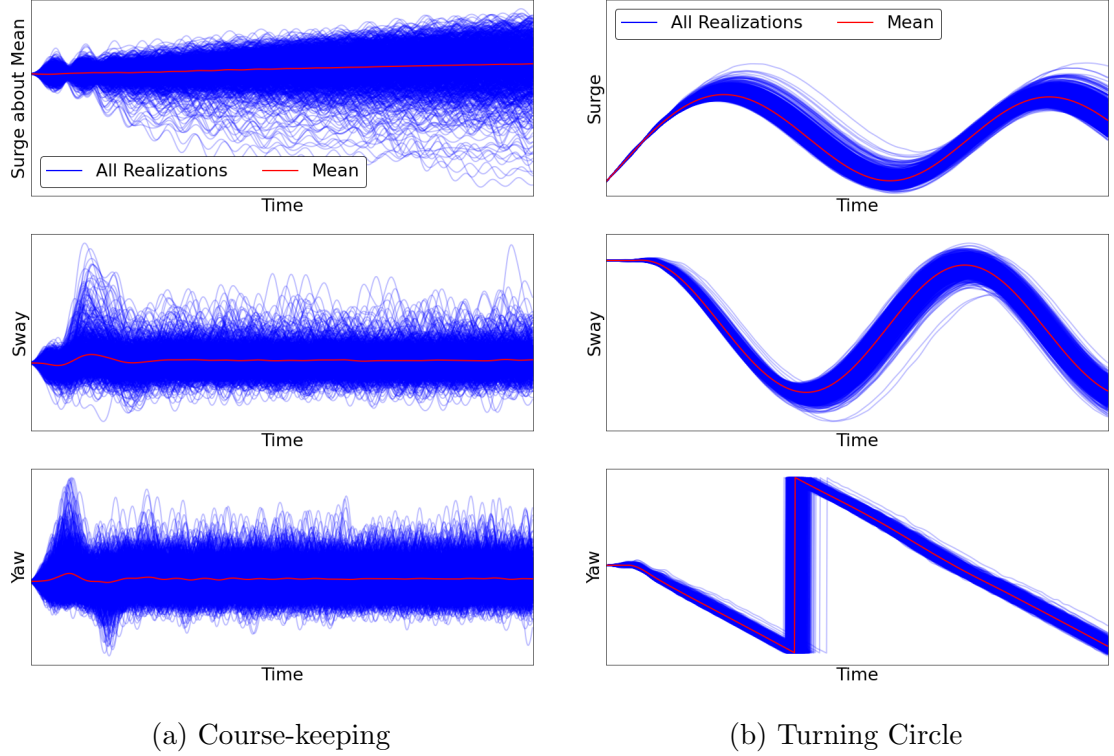 Surge about Mean
All Realizations Mean
Time
Sway
Time
Yaw
Time
(a) Course-keeping
All Realizations Mean
Surge
Time
Sway
Time
Yaw
Time
(b) Turning Circle